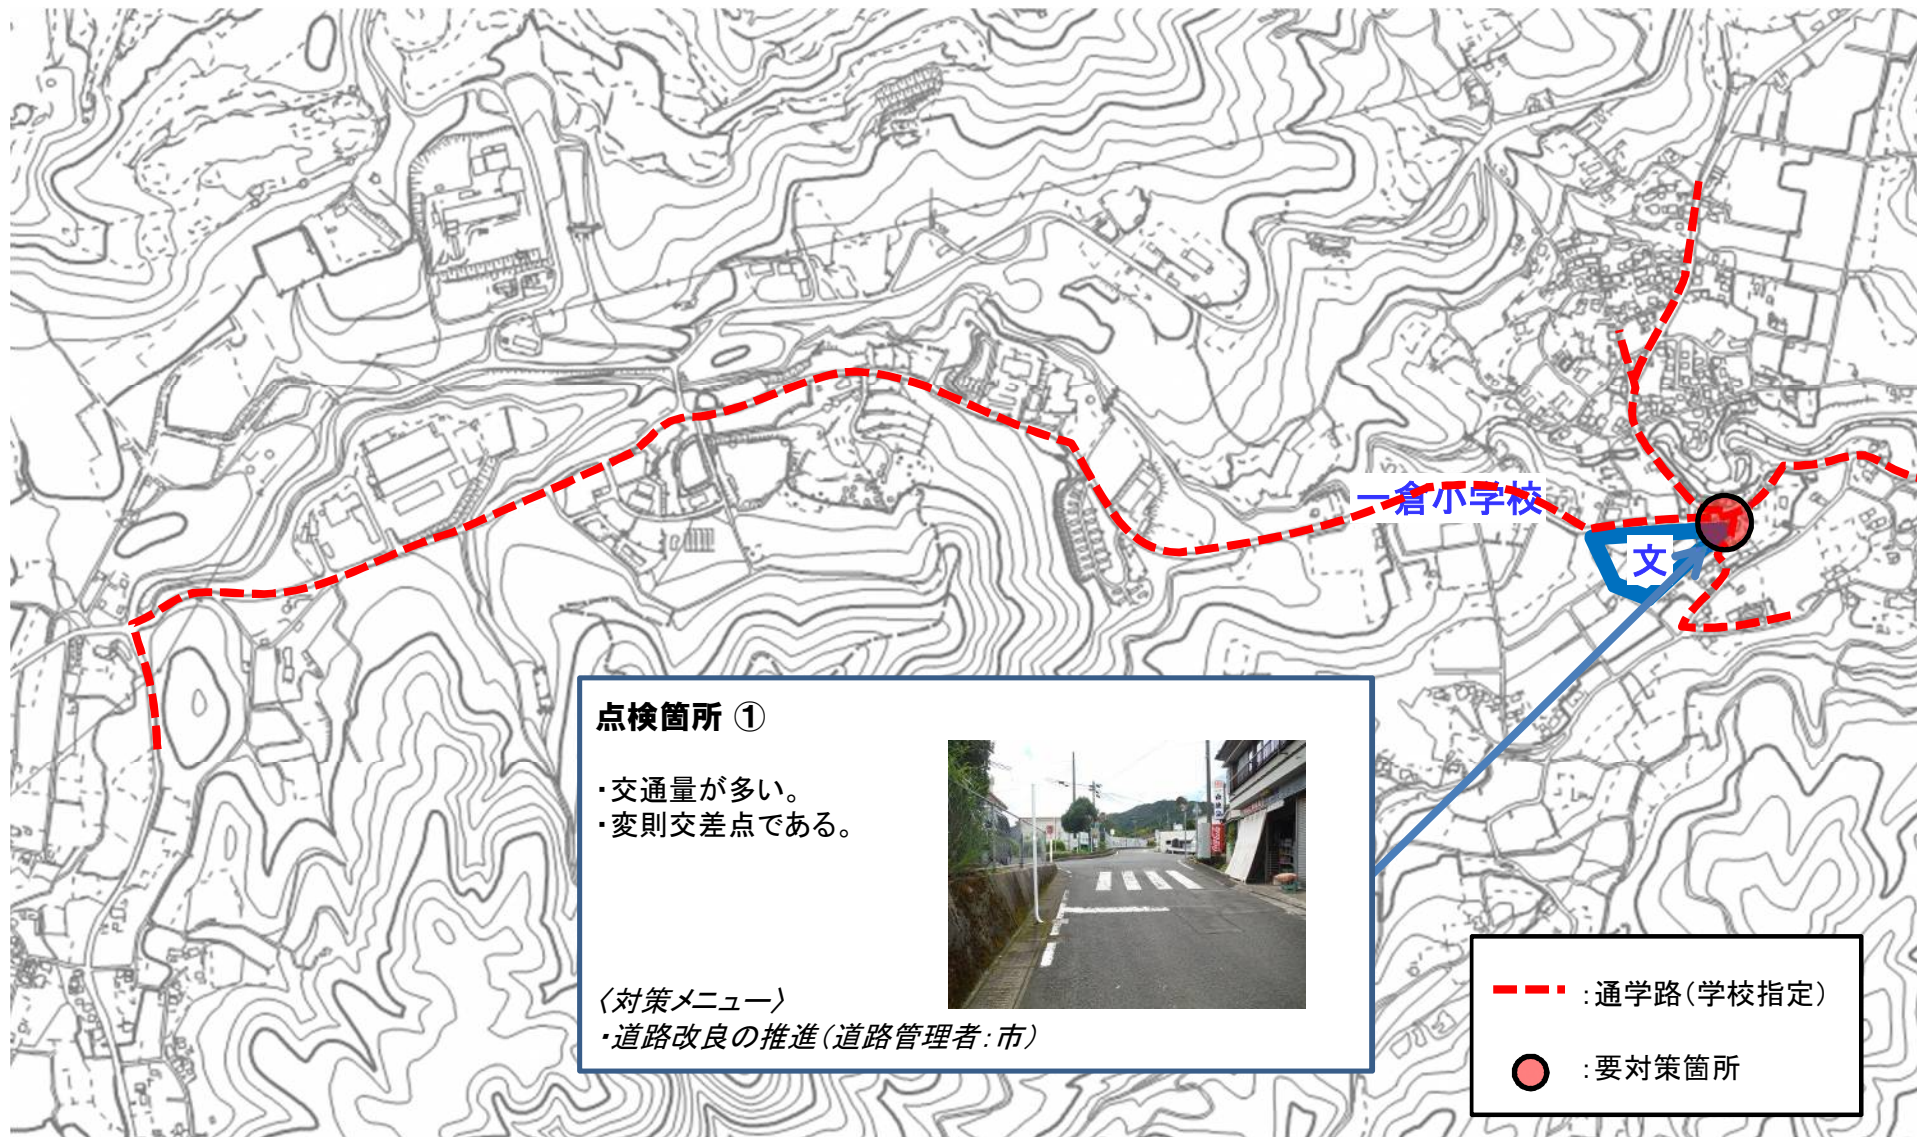 一倉小学校
文
点検箇所 ①
・交通量が多い。
・変則交差点である。
〈対策メニュー〉
・道路改良の推進（道路管理者：市）
：通学路（学校指定）
：要対策箇所